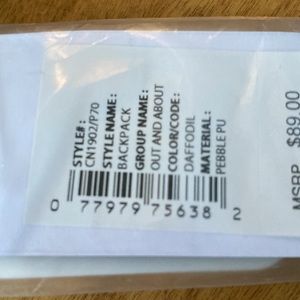 STYLE# :
CN1902/P70
STYLE NAME :
BACKPACK
GROUP NAME :
OUT AND ABOUT
COLOR/CODE :
DAFFODIL
MATERIAL :
PEBBLE PU
0 77979 75638 2
MSRP $89.00